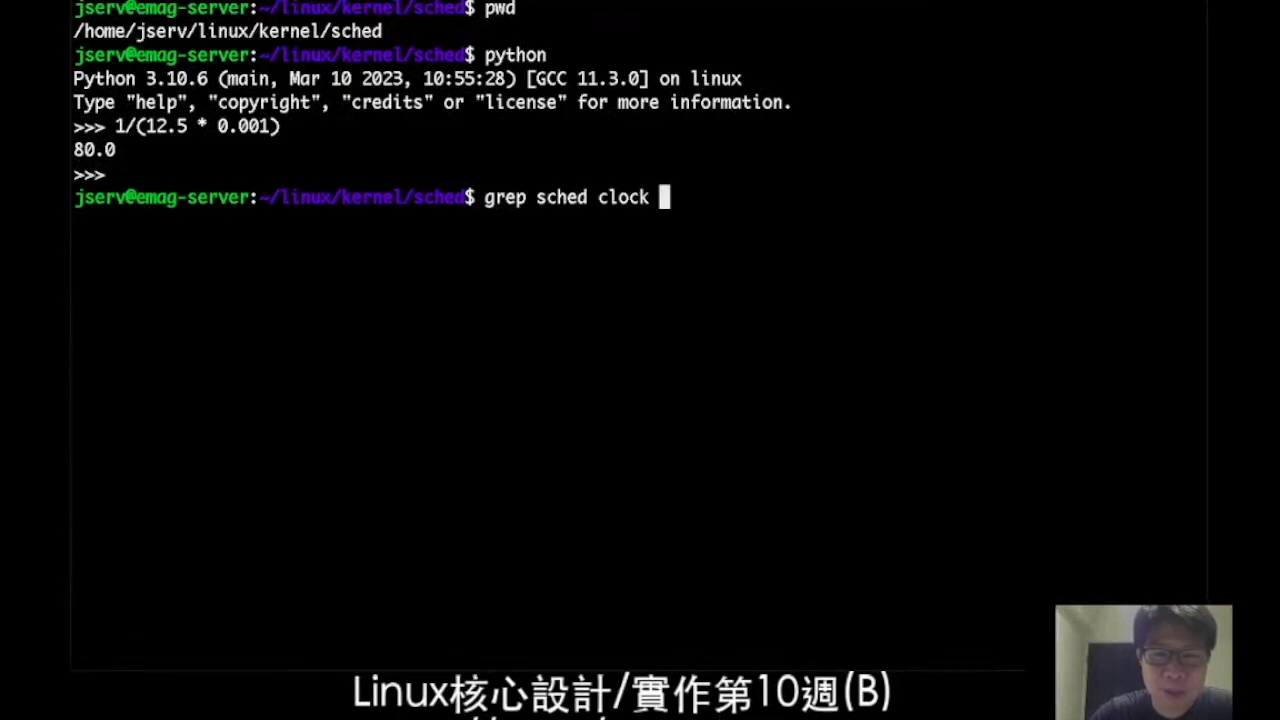 jserv@emag-server:~/linux/kernel/sched$ pwd
/home/jserv/linux/kernel/sched
jserv@emag-server:~/linux/kernel/sched$ python
Python 3.10.6 (main, Mar 10 2023, 10:55:28) [GCC 11.3.0] on linux
Type "help", "copyright", "credits" or "license" for more information.
>>> 1/(12.5 * 0.001)
80.0
>>>
jserv@emag-server:~/linux/kernel/sched$ grep sched clock
Linux核心設計/實作第10週(B)